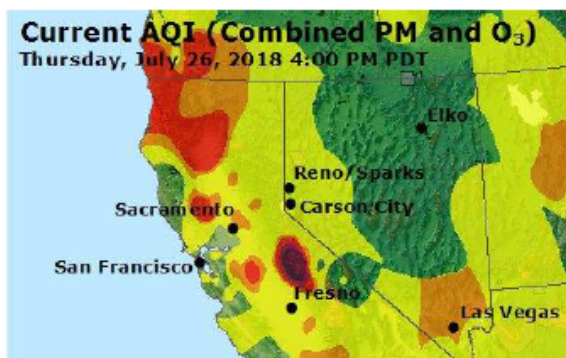 Current AQI (Combined PM and O₃)
Thursday, July 26, 2018 4:00 PM PDT
Elko
Reno/Sparks
Carson City
Sacramento
San Francisco
Fresno
Las Vegas